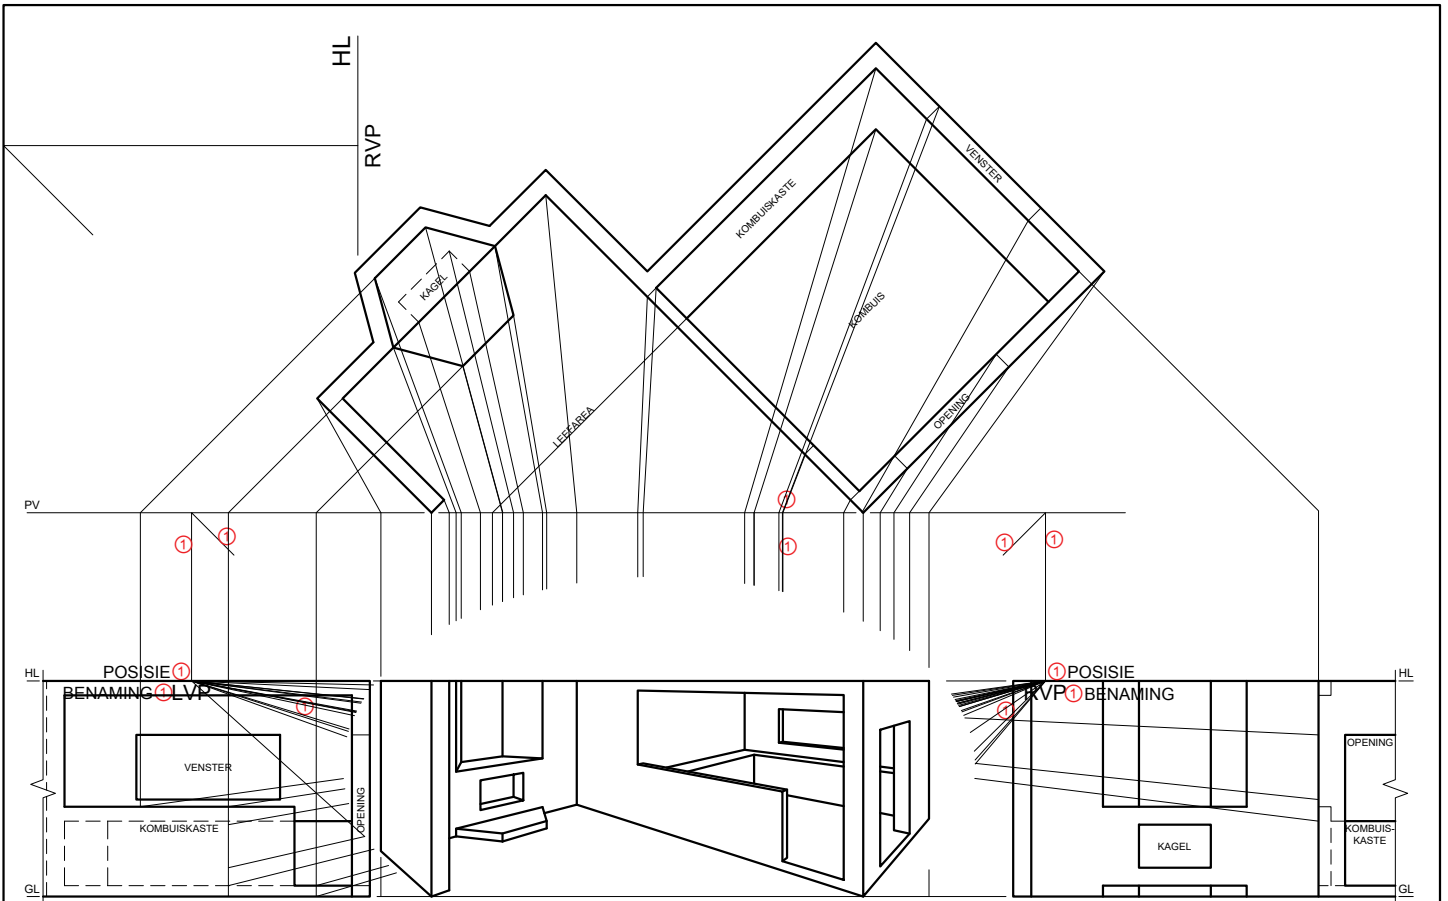 HL
RVP
VENSTER
KOMBUISKASTE
KAGEL
KOMBUIS
LEEFAREA
OPENING
PV
1
1
1
1
1
1
HL
POSISIE 1
1 POSISIE
HL
BENAMING 1 LVP
RVP 1 BENAMING
1
1
OPENING
VENSTER
OPENING
KOMBUISKASTE
KOMBUIS-
KASTE
KAGEL
GL
GL